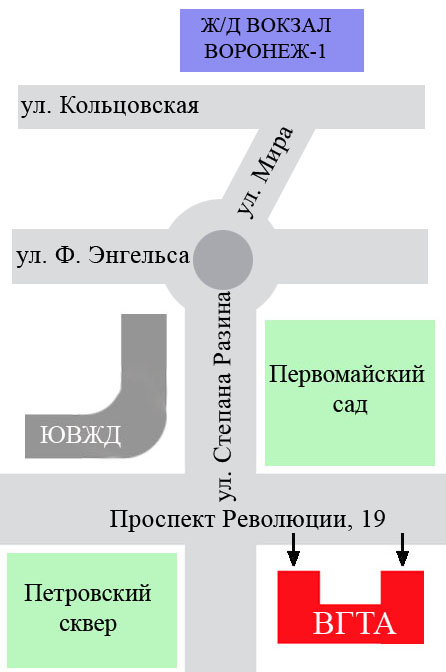 Ж/Д ВОКЗАЛ
ВОРОНЕЖ-1
ул. Кольцовская
ул. Мира
ул. Ф. Энгельса
ул. Степана Разина
Первомайский
сад
ЮВЖД
Проспект Революции, 19
Петровский
сквер
ВГТА